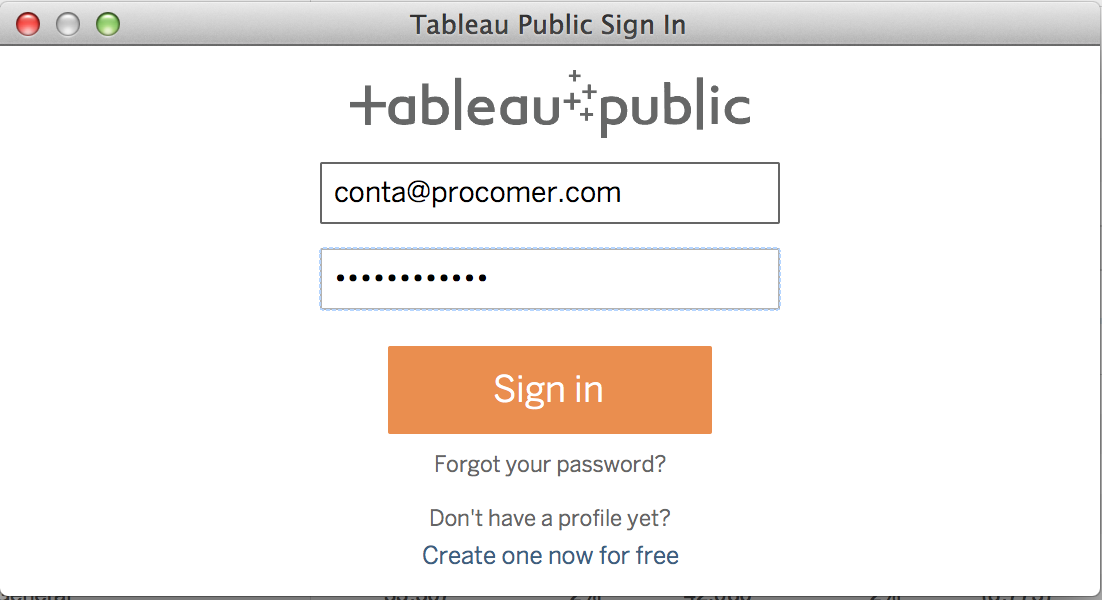 Tableau Public Sign In
+ableau public
conta@procomer.com
••••••••••••
Sign in
Forgot your password?
Don't have a profile yet?
Create one now for free